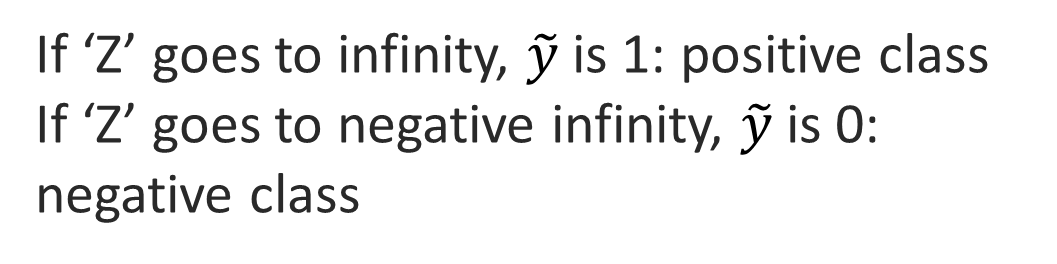 If ‘Z’ goes to infinity, ỹ is 1: positive class
If ‘Z’ goes to negative infinity, ỹ is 0:
negative class